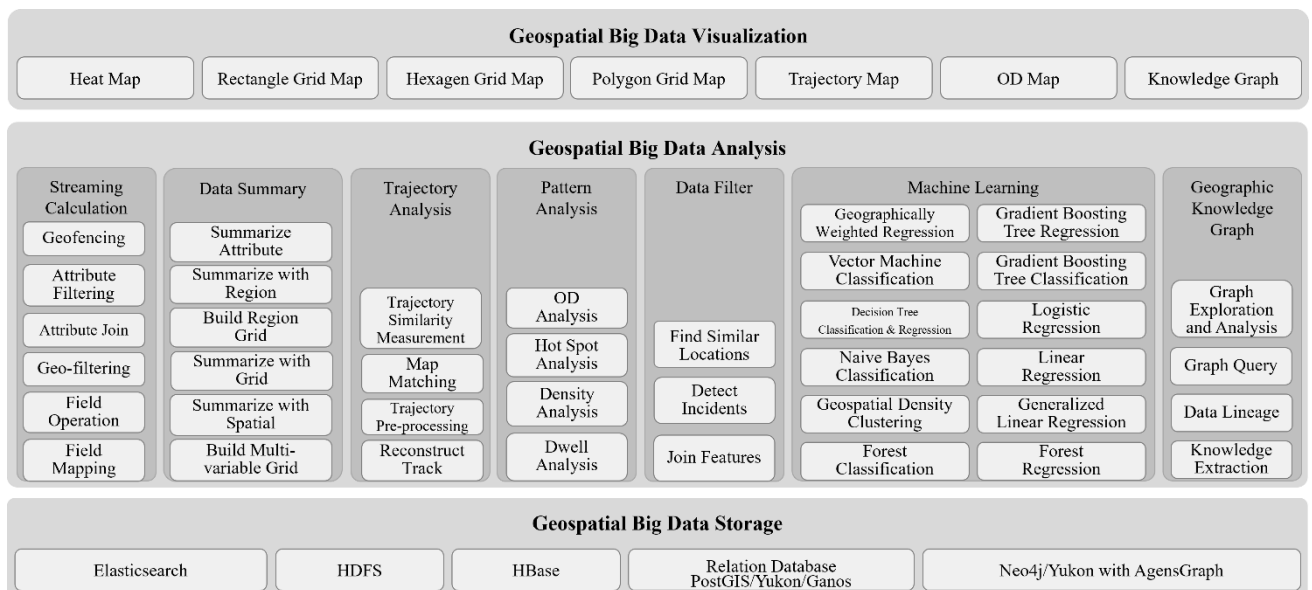 Geospatial Big Data Visualization
Heat Map
Rectangle Grid Map
Hexagen Grid Map
Polygon Grid Map
Trajectory Map
OD Map
Knowledge Graph
Geospatial Big Data Analysis
Streaming
Calculation
Geofencing
Attribute
Filtering
Attribute Join
Geo-filtering
Field
Operation
Field
Mapping
Data Summary
Summarize
Attribute
Summarize with
Region
Build Region
Grid
Summarize with
Grid
Summarize with
Spatial
Build Multi-
variable Grid
Trajectory
Analysis
Trajectory
Similarity
Measurement
Map
Matching
Trajectory
Pre-processing
Reconstruct
Track
Pattern
Analysis
OD
Analysis
Hot Spot
Analysis
Density
Analysis
Dwell
Analysis
Data Filter
Find Similar
Locations
Detect
Incidents
Join Features
Machine Learning
Geographically
Weighted Regression
Gradient Boosting
Tree Regression
Vector Machine
Classification
Gradient Boosting
Tree Classification
Decision Tree
Classification & Regression
Logistic
Regression
Naive Bayes
Classification
Linear
Regression
Geospatial Density
Clustering
Generalized
Linear Regression
Forest
Classification
Forest
Regression
Geographic
Knowledge
Graph
Graph
Exploration
and Analysis
Graph Query
Data Lineage
Knowledge
Extraction
Geospatial Big Data Storage
Elasticsearch
HDFS
HBase
Relation Database
PostGIS/Yukon/Ganos
Neo4j/Yukon with AgensGraph